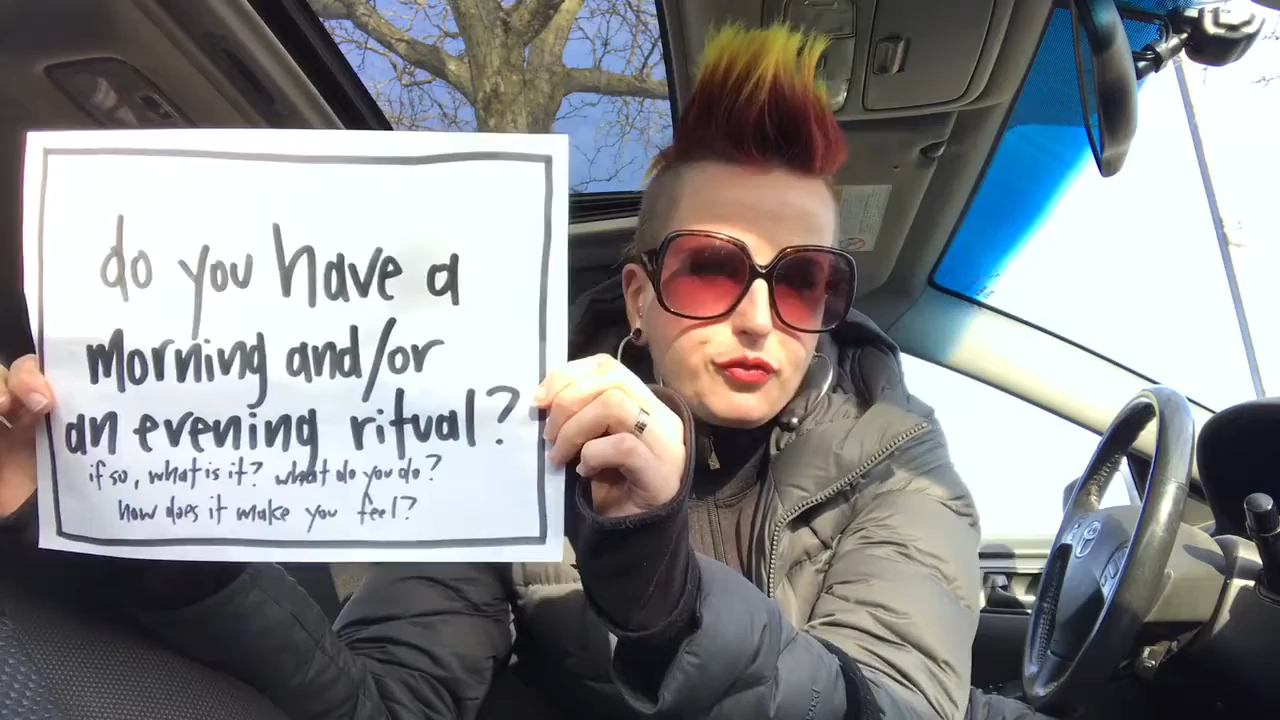 do you have a
morning and/or
an evening ritual?
if so, what is it? what do you do?
how does it make you feel?